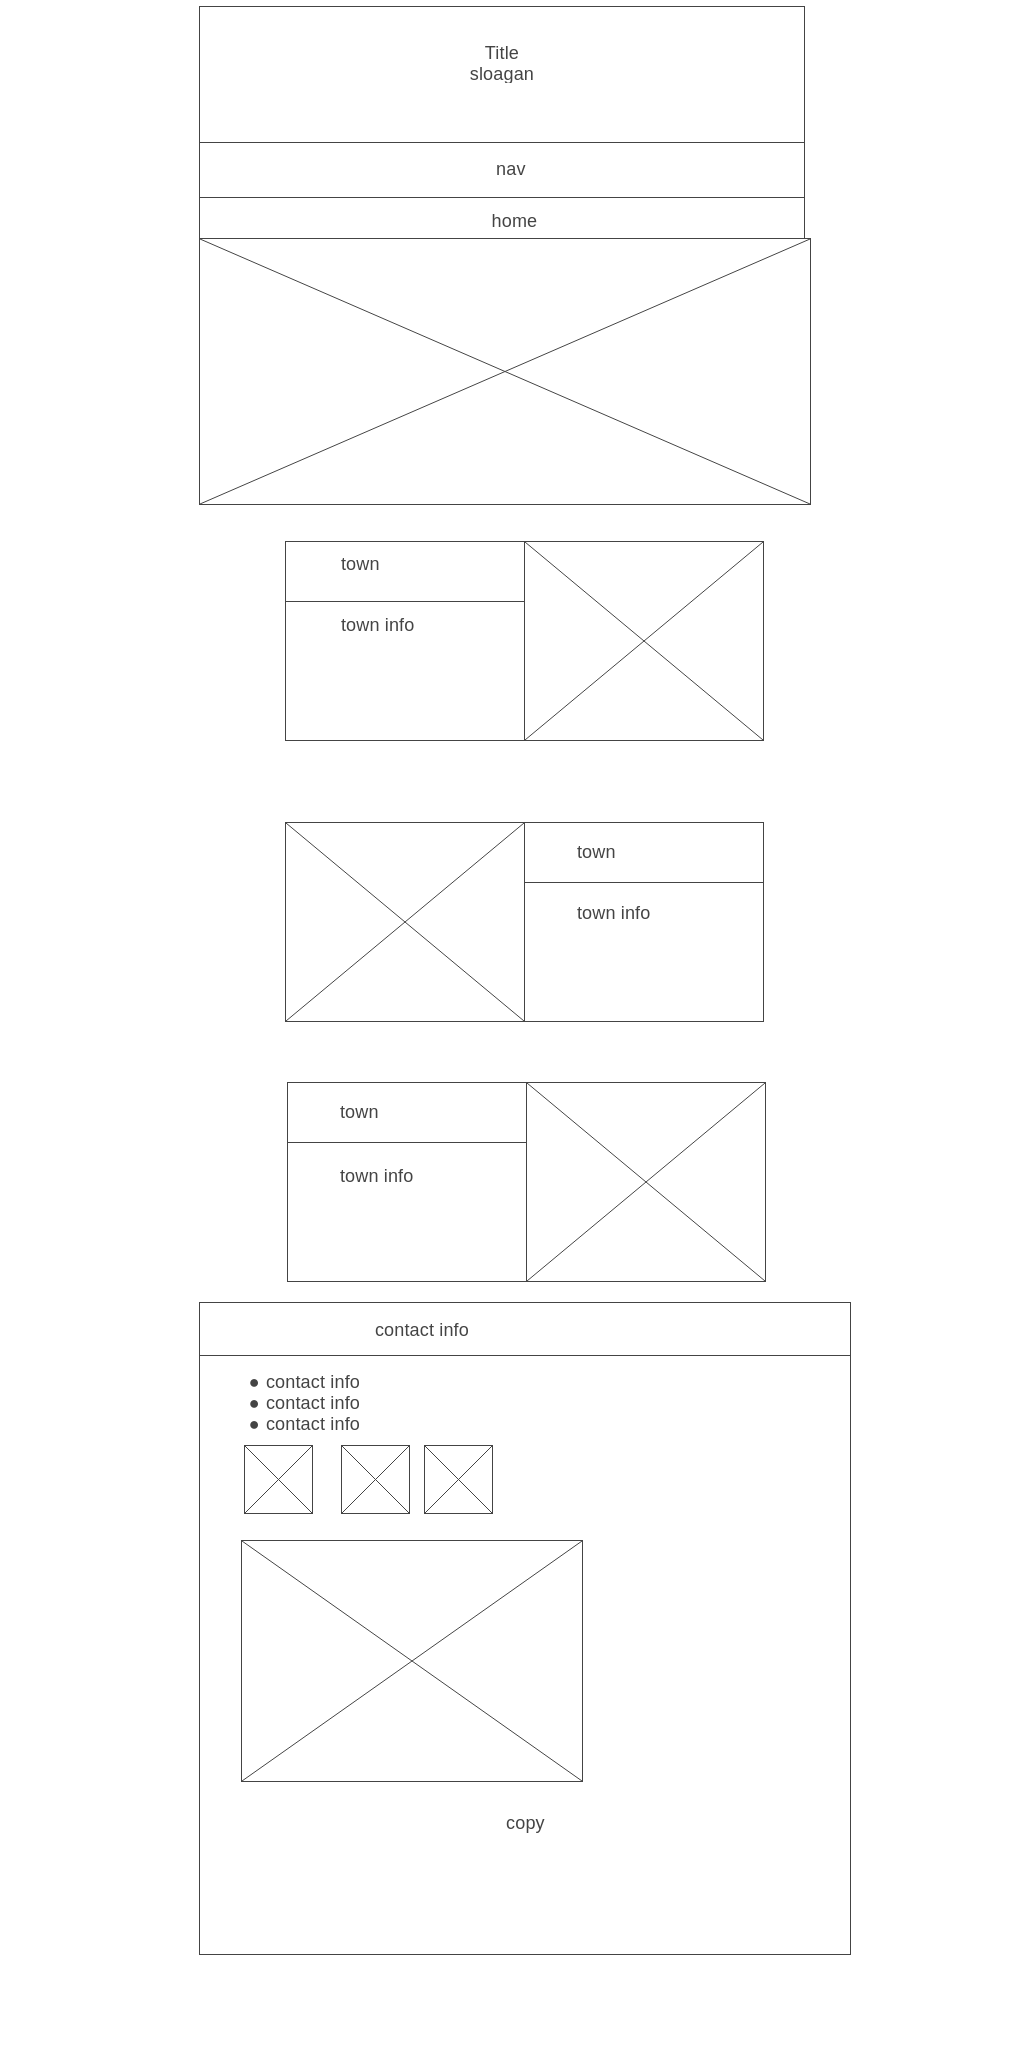 Title
sloagan
nav
home
town
town info
town
town info
town
town info
contact info
● contact info
● contact info
● contact info
copy